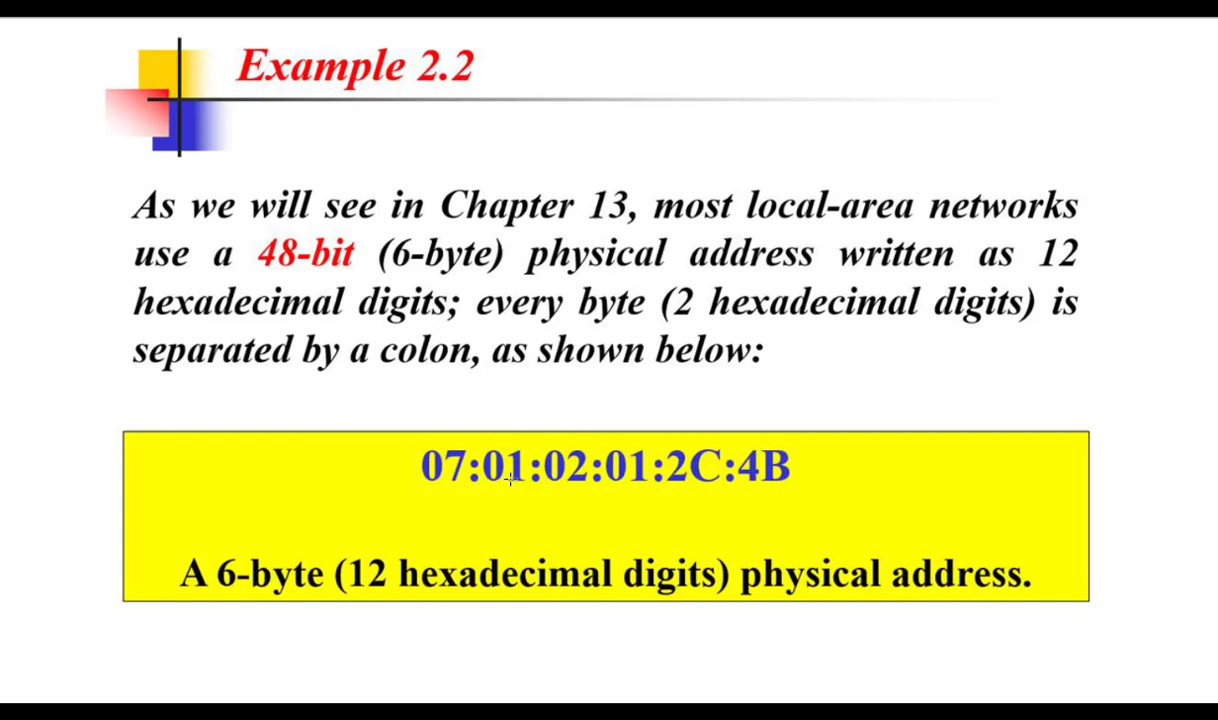 Example 2.2
As we will see in Chapter 13, most local-area networks
use a 48-bit (6-byte) physical address written as 12
hexadecimal digits; every byte (2 hexadecimal digits) is
separated by a colon, as shown below:
07:01:02:01:2C:4B
A 6-byte (12 hexadecimal digits) physical address.